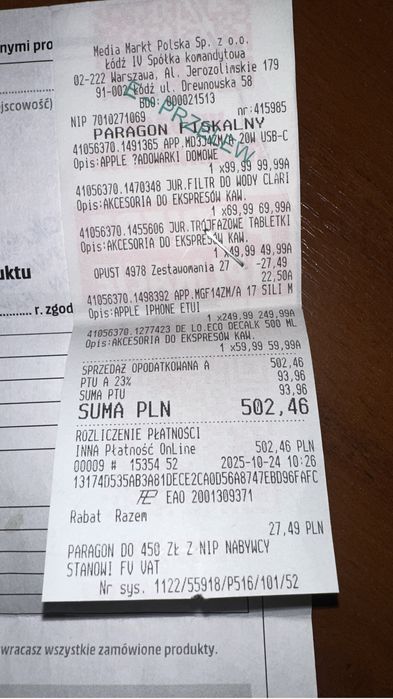 nymi pro
jscowość)
uktu
r. zgod
Media Markt Polska Sp. z o.o.
Łódź IV Spółka komandytowa
02-222 Warszawa, Al. Jerozolimskie 179
91-002 Łódź ul. Drewnowska 58
BDO: 000021513
NIP 7010271069 nr:415985
PARAGON FISKALNY
E - PRZELEW
41056370.1491365 APP.MD3J4ZM/A 20W USB-C
Opis:APPLE ?ADOWARKI DOMOWE
1 x99,99 99,99A
41056370.1470348 JUR.FILTR DO WODY CLARI
Opis:AKCESORIA DO EKSPRESÓW KAW.
1 x69,99 69,99A
41056370.1455606 JUR.TRÓJFAZOWE TABLETKI
Opis:AKCESORIA DO EKSPRESÓW KAW.
1 x49,99 49,99A
OPUST 4978 Zestawomania 27 -27,49
22,50A
41056370.1498392 APP.MGF14ZM/A 17 SILI M
Opis:APPLE IPHONE ETUI
1 x249,99 249,99A
41056370.1277423 DE LO.ECO DECALK 500 ML
Opis:AKCESORIA DO EKSPRESÓW KAW.
1 x59,99 59,99A
SPRZEDAŻ OPODATKOWANA A 502,46
PTU A 23% 93,96
SUMA PTU 93,96
SUMA PLN 502,46
ROZLICZENIE PŁATNOŚCI
INNA Płatność OnLine 502,46 PLN
00009 # 15354 52 2025-10-24 10:26
13174D535AB3A81DECE2CA0D56A8747EBD96FAFC
EAO 2001309371
Rabat Razem
27,49 PLN
PARAGON DO 450 ZŁ Z NIP NABYWCY
STANOWI FV VAT
Nr sys. 1122/55918/P516/101/52
wracasz wszystkie zamówione produkty.